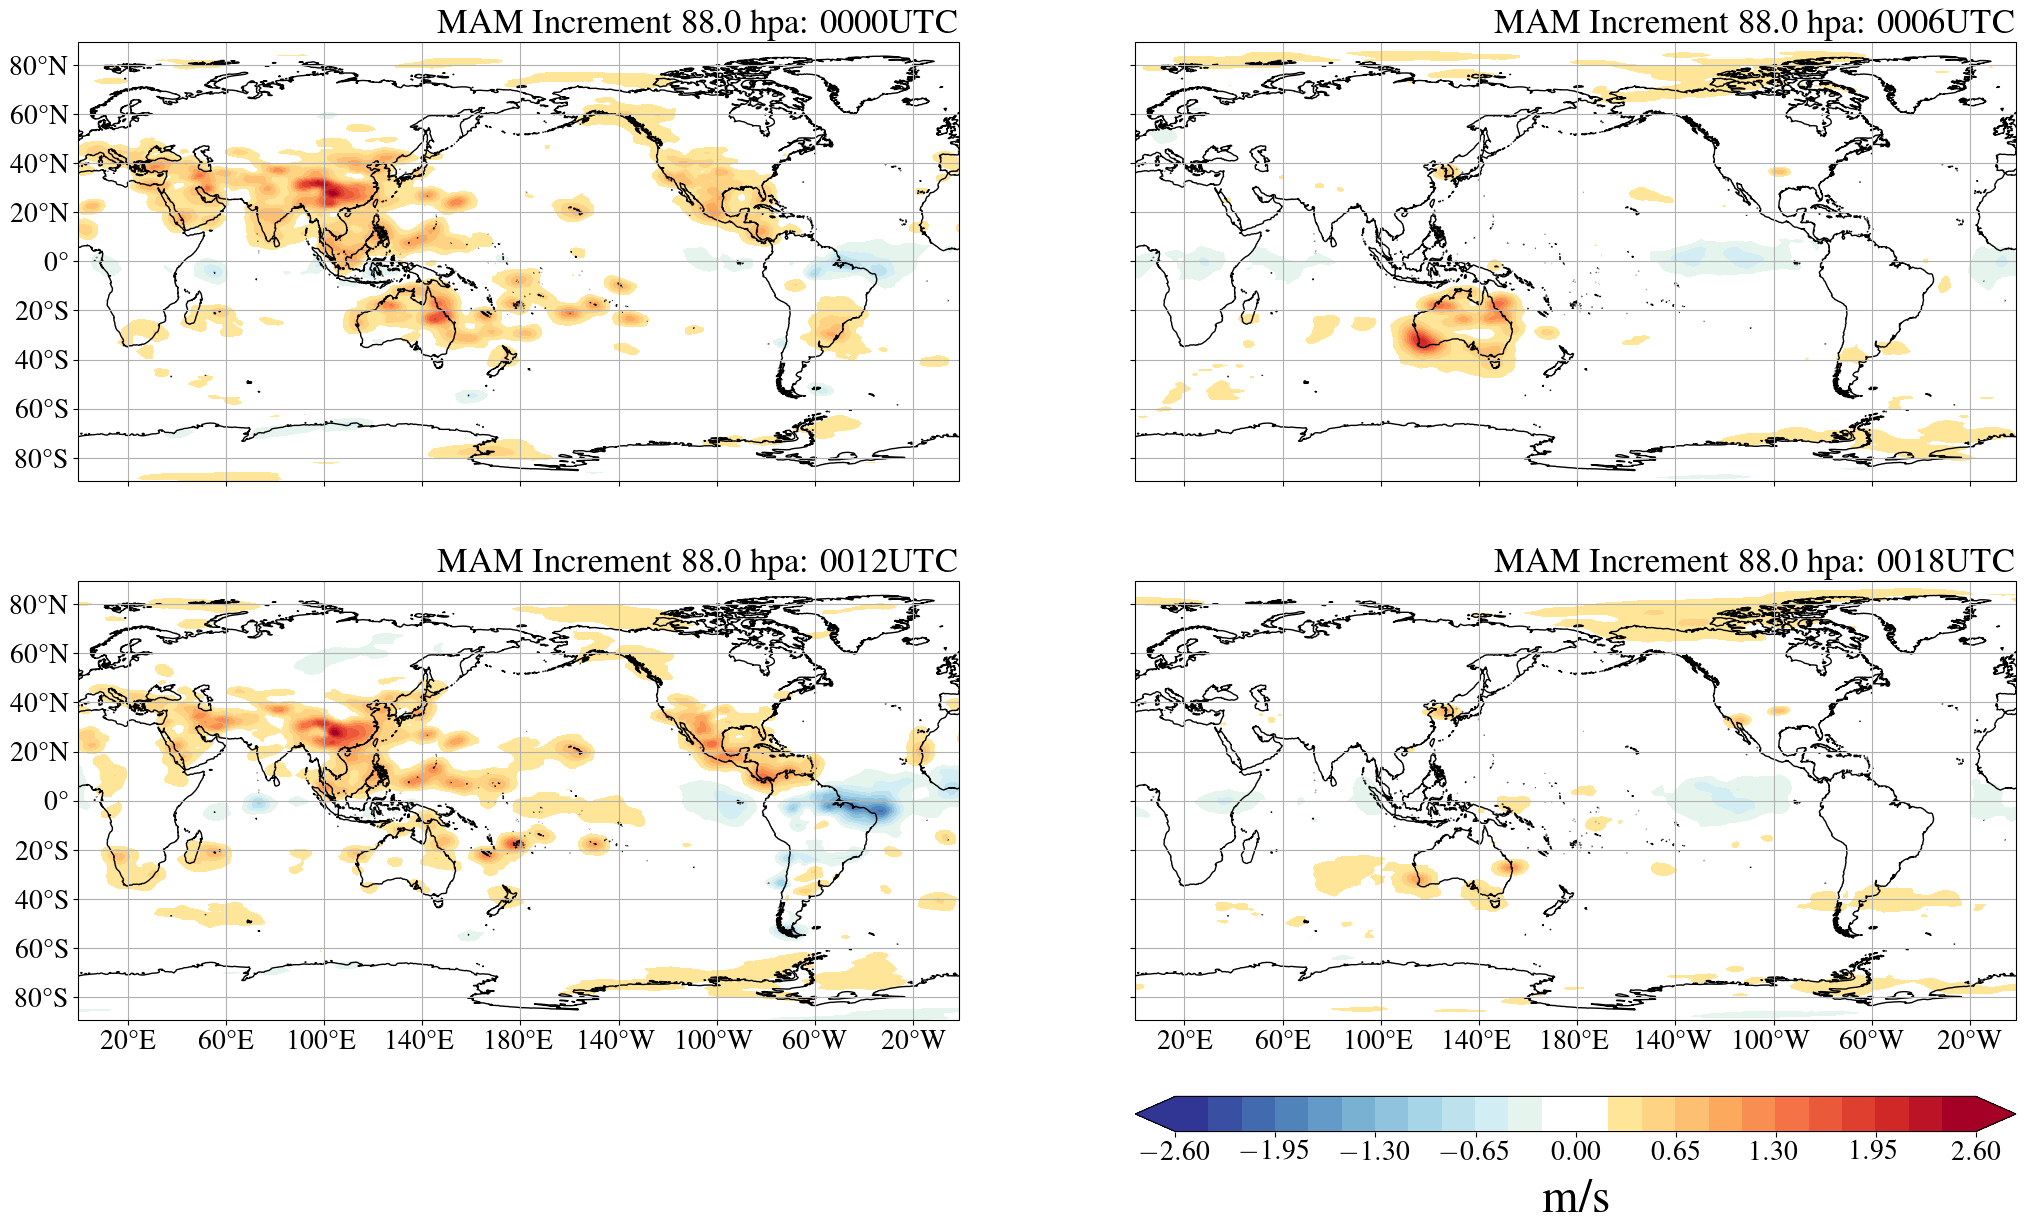 MAM Increment 88.0 hpa: 0000UTC
MAM Increment 88.0 hpa: 0006UTC
80°N
60°N
40°N
20°N
0°
20°S
40°S
60°S
80°S
MAM Increment 88.0 hpa: 0012UTC
MAM Increment 88.0 hpa: 0018UTC
80°N
60°N
40°N
20°N
0°
20°S
40°S
60°S
80°S
20°E 60°E 100°E 140°E 180°E 140°W 100°W 60°W 20°W
20°E 60°E 100°E 140°E 180°E 140°W 100°W 60°W 20°W
−2.60 −1.95 −1.30 −0.65 0.00 0.65 1.30 1.95 2.60
m/s